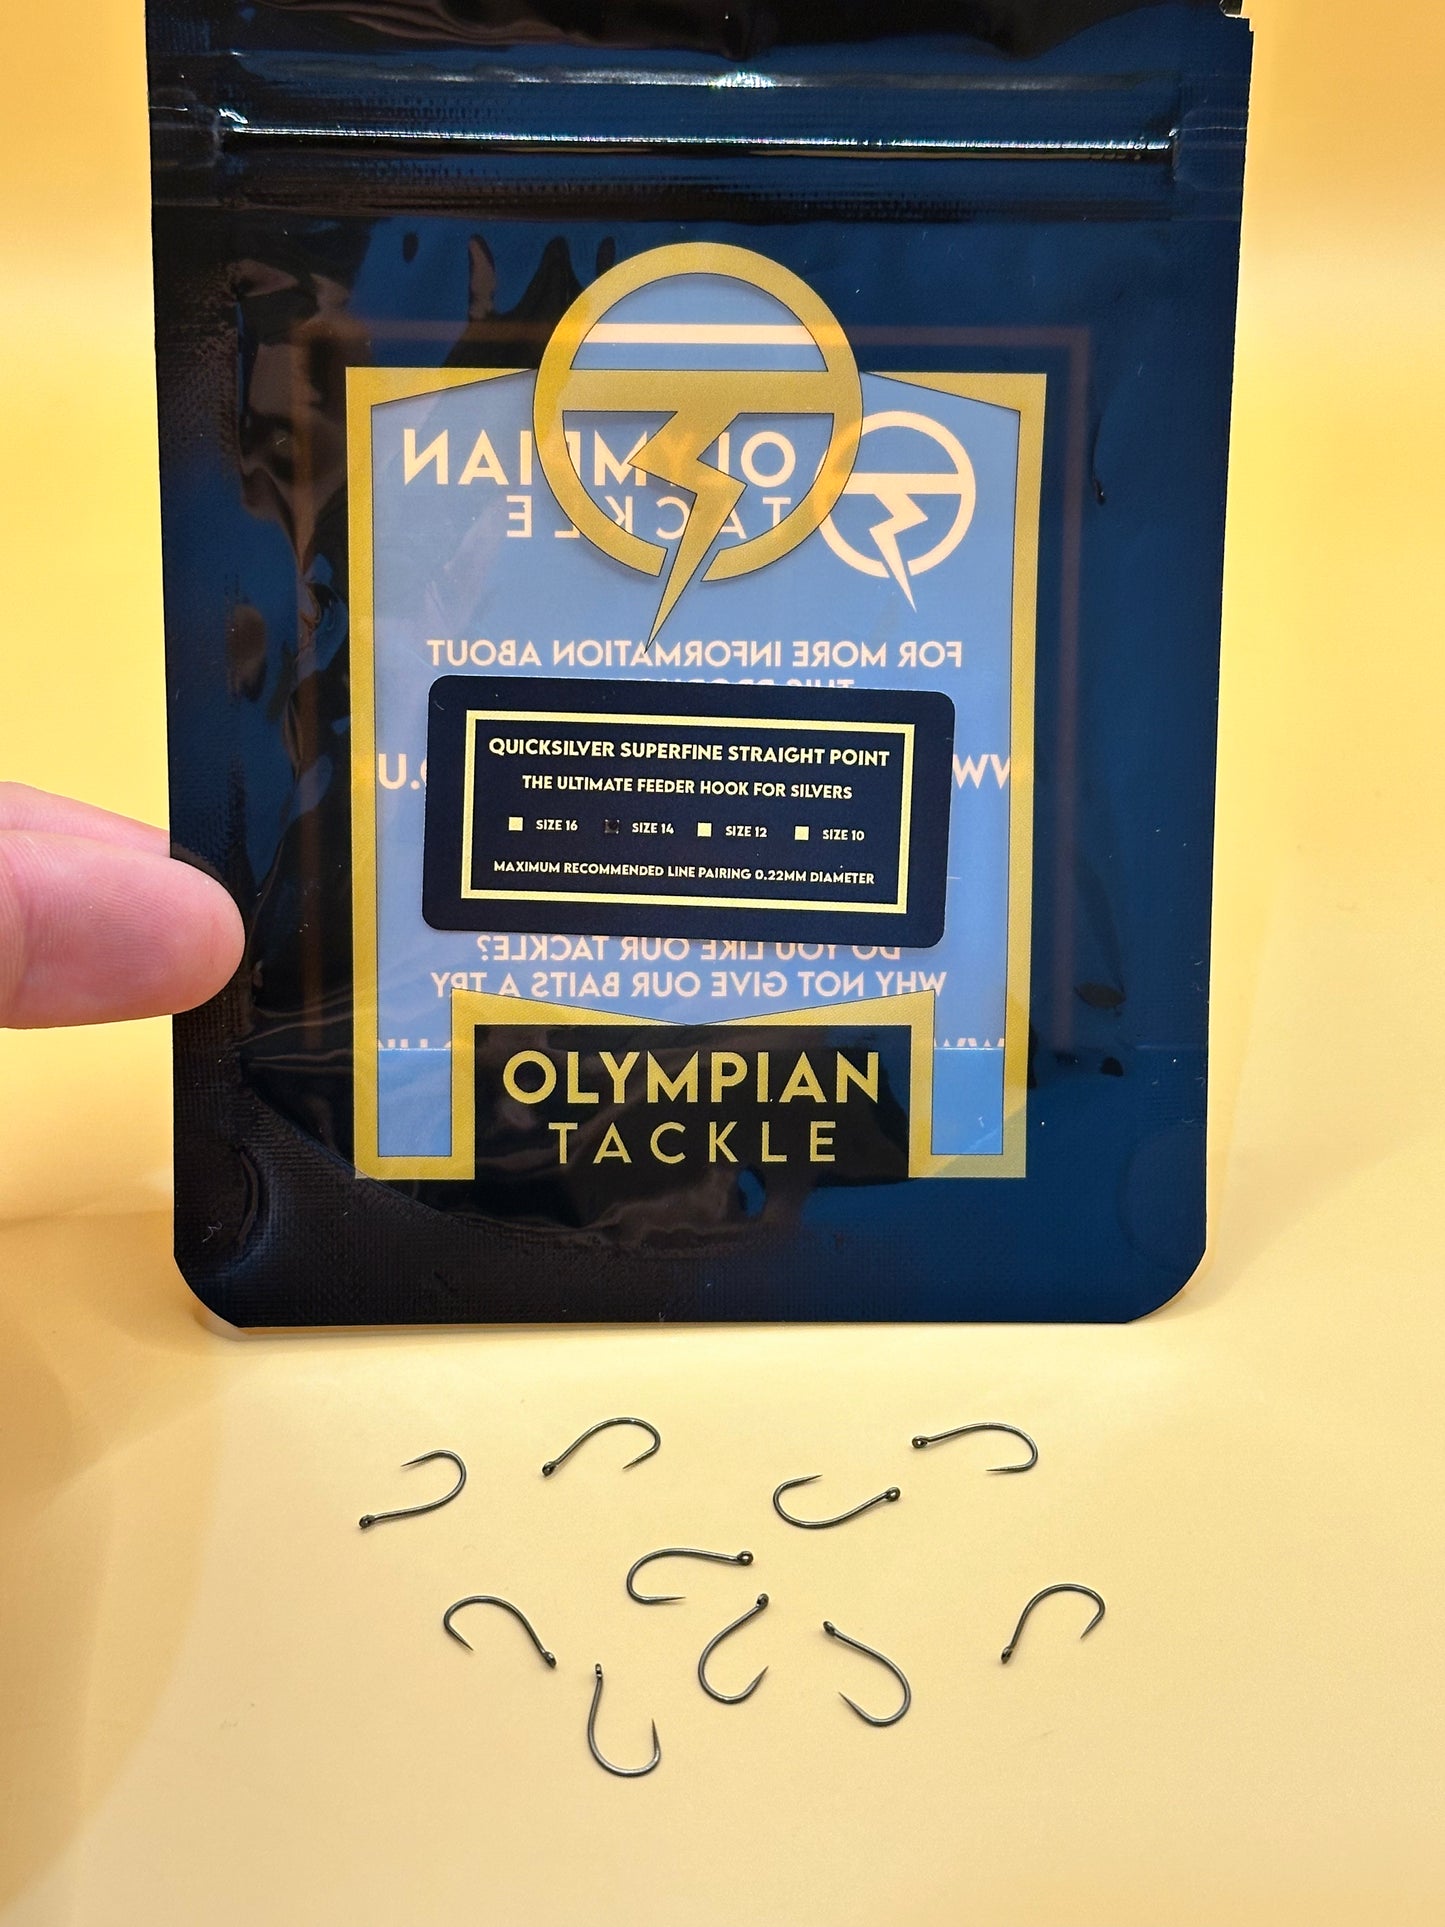 OLYMPIAN
TACKLE
FOR MORE INFORMATION ABOUT
QUICKSILVER SUPERFINE STRAIGHT POINT
THE ULTIMATE FEEDER HOOK FOR SILVERS
SIZE 16 SIZE 14 SIZE 12 SIZE 10
MAXIMUM RECOMMENDED LINE PAIRING 0.22MM DIAMETER
DO YOU LIKE OUR TACKLE?
WHY NOT GIVE OUR BAITS A TRY
OLYMPIAN
TACKLE